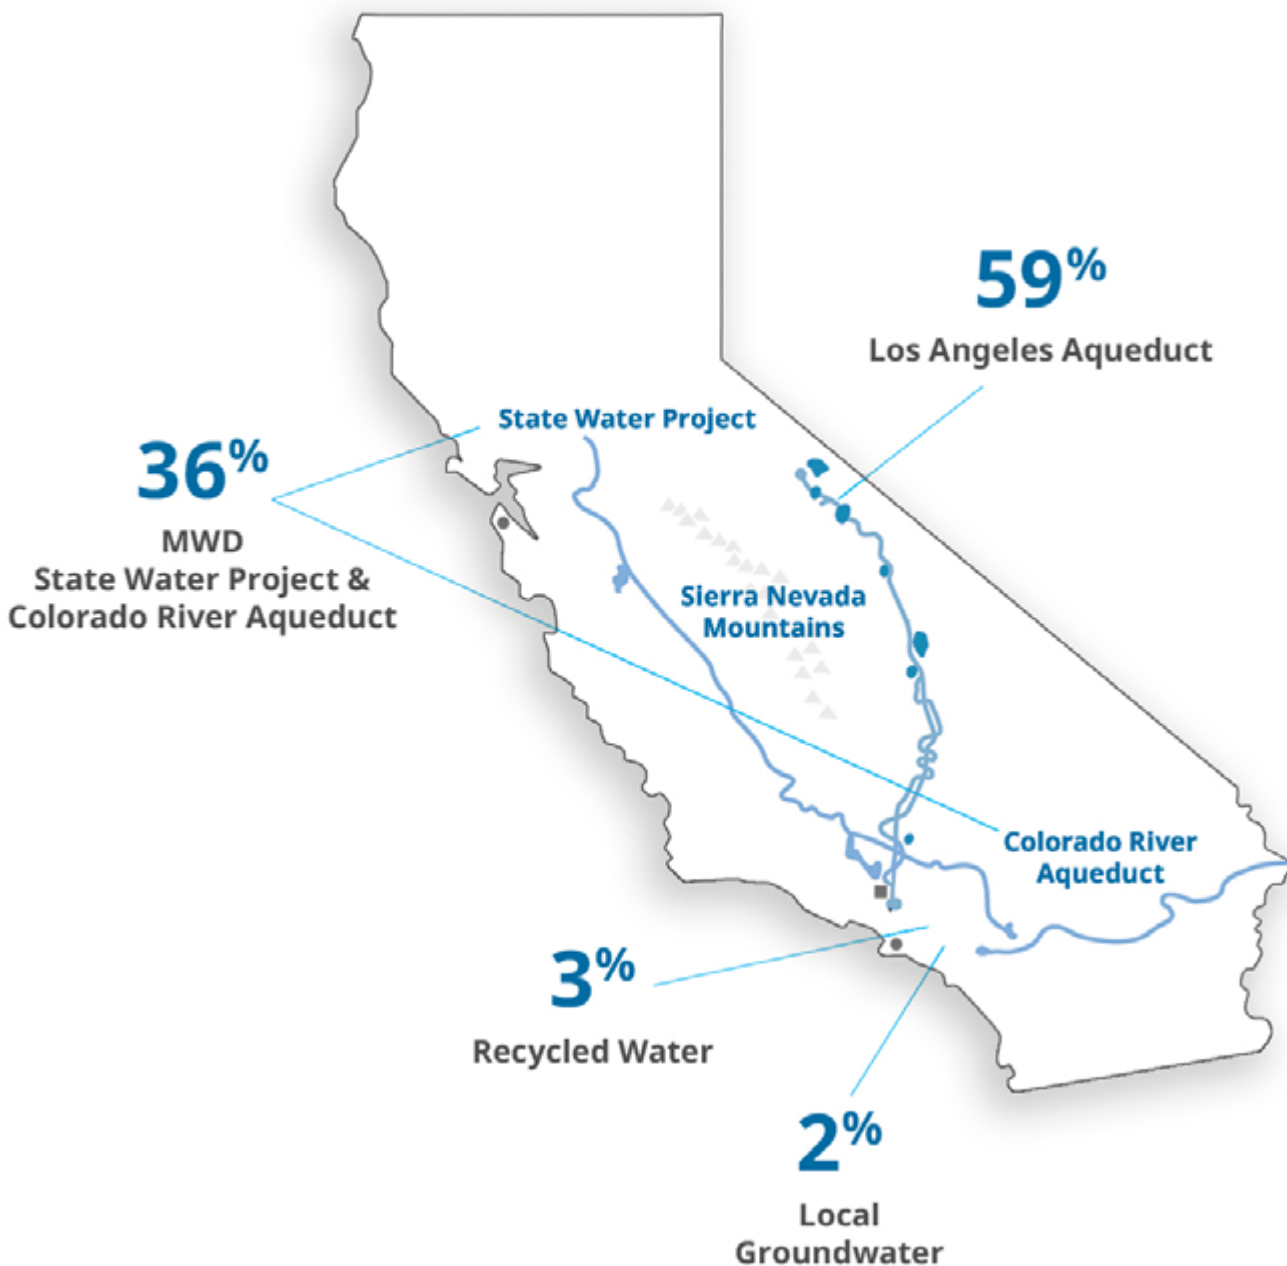 59%
Los Angeles Aqueduct
State Water Project
36%
MWD
State Water Project &
Colorado River Aqueduct
Sierra Nevada
Mountains
Colorado River
Aqueduct
3%
Recycled Water
2%
Local
Groundwater